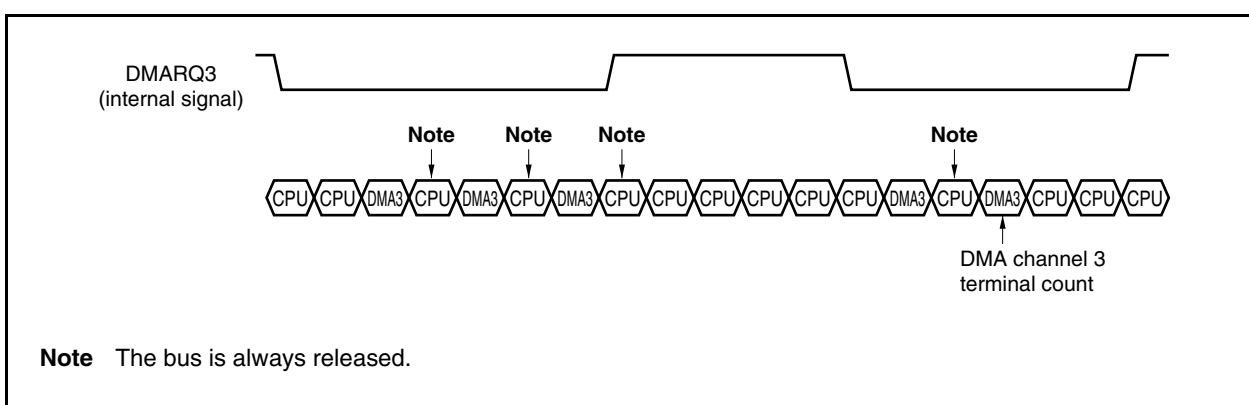 DMARQ3
(internal signal)
Note Note Note Note
CPU CPU DMA3 CPU DMA3 CPU DMA3 CPU CPU CPU CPU CPU CPU DMA3 CPU DMA3 CPU CPU CPU
DMA channel 3
terminal count
Note The bus is always released.